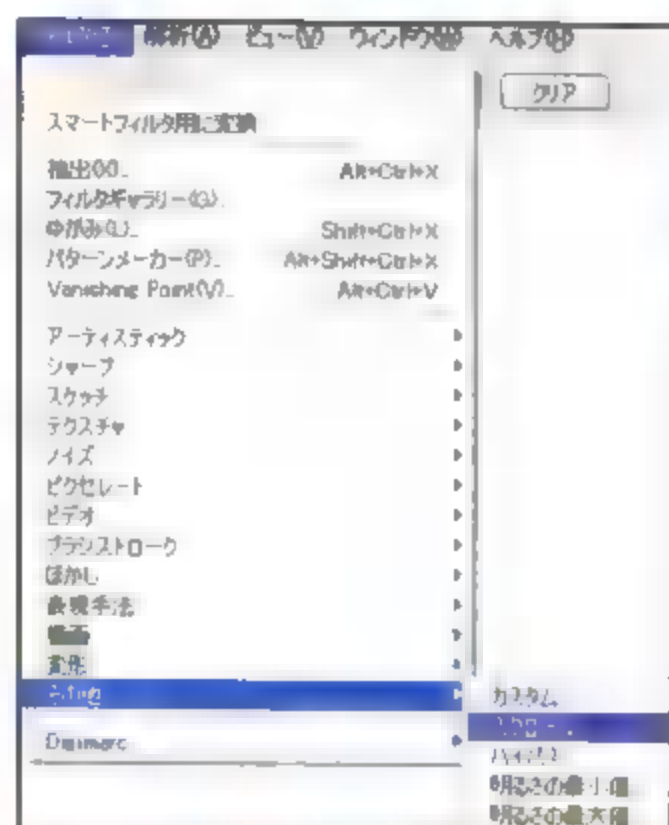 解析(A) ビュー(V) ウィンドウ(W) ヘルプ(H)
クリア
スマートフィルタ用に変換
抽出(X)... Alt+Ctrl+X
フィルタギャラリー(G)...
ゆがみ(L)... Shift+Ctrl+X
パターンメーカー(P)... Alt+Shift+Ctrl+X
Vanishing Point(V)... Alt+Ctrl+V
アーティスティック
シャープ
スケッチ
テクスチャ
ノイズ
ピクセレート
ビデオ
ブラシストローク
ぼかし
表現手法
描画
変形
その他
カスタム
スクロール...
Digimarc
ハイパス
明るさの最小値
明るさの最大値